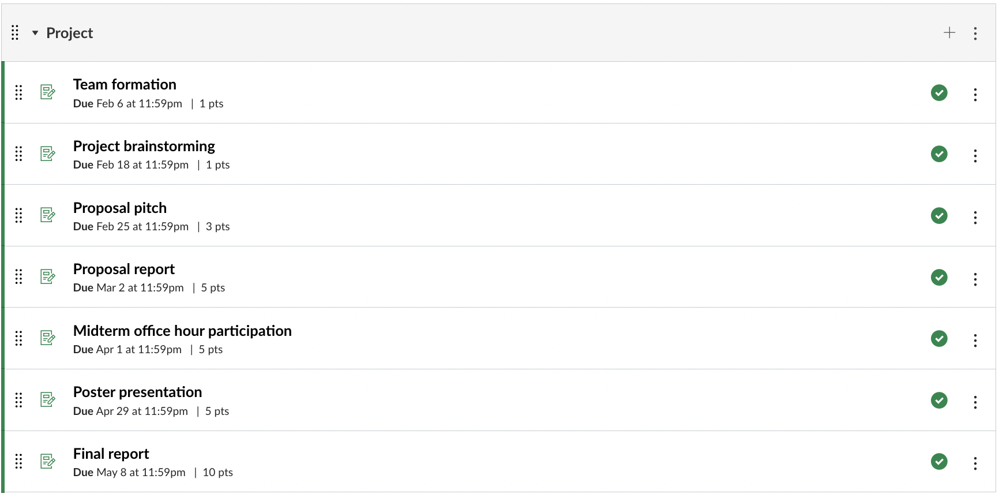 Project
Team formation
Due Feb 6 at 11:59pm | 1 pts
Project brainstorming
Due Feb 18 at 11:59pm | 1 pts
Proposal pitch
Due Feb 25 at 11:59pm | 3 pts
Proposal report
Due Mar 2 at 11:59pm | 5 pts
Midterm office hour participation
Due Apr 1 at 11:59pm | 5 pts
Poster presentation
Due Apr 29 at 11:59pm | 5 pts
Final report
Due May 8 at 11:59pm | 10 pts